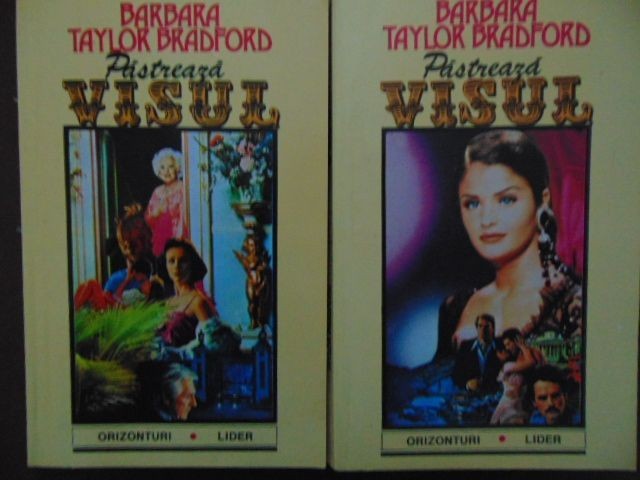 BARBARA
TAYLOR BRADFORD
Păstrează
VISUL
ORIZONTURI • LIDER
BARBARA
TAYLOR BRADFORD
Păstrează
VISUL
ORIZONTURI • LIDER